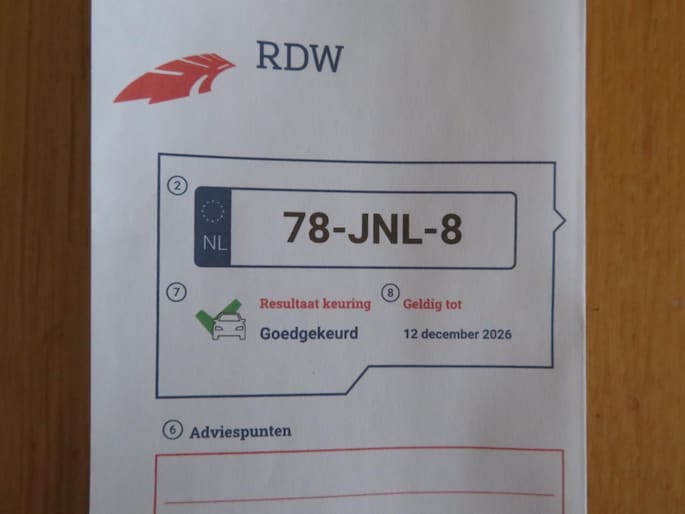 RDW
2
NL
78-JNL-8
7
Resultaat keuring
8
Geldig tot
Goedgekeurd
12 december 2026
6 Adviespunten